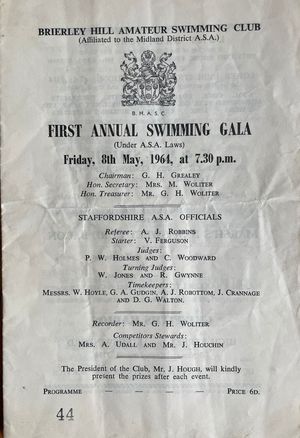 BRIERLEY HILL AMATEUR SWIMMING CLUB
(Affiliated to the Midland District A.S.A.)
B. H. A. S. C.
FIRST ANNUAL SWIMMING GALA
(Under A.S.A. Laws)
Friday, 8th May, 1964, at 7.30 p.m.
Chairman: G. H. GREALEY
Hon. Secretary: MRS. M. WOLITER
Hon. Treasurer: MR. G. H. WOLITER
STAFFORDSHIRE A.S.A. OFFICIALS
Referee: A. J. ROBBINS
Starter: V. FERGUSON
Judges:
P. W. HOLMES and C. WOODWARD
Turning Judges:
W. JONES and R. GWYNNE
Timekeepers:
MESSRS. W. HOYLE, G. A. GUDGIN, A. J. ROBOTTOM, J. CRANNAGE
and D. G. WALTON.
Recorder: MR. G. H. WOLITER
Competitors Stewards:
MRS. A. UDALL and MR. J. HOUCHIN
The President of the Club, MR. J. HOUGH, will kindly
present the prizes after each event.
PROGRAMME PRICE 6D.
44